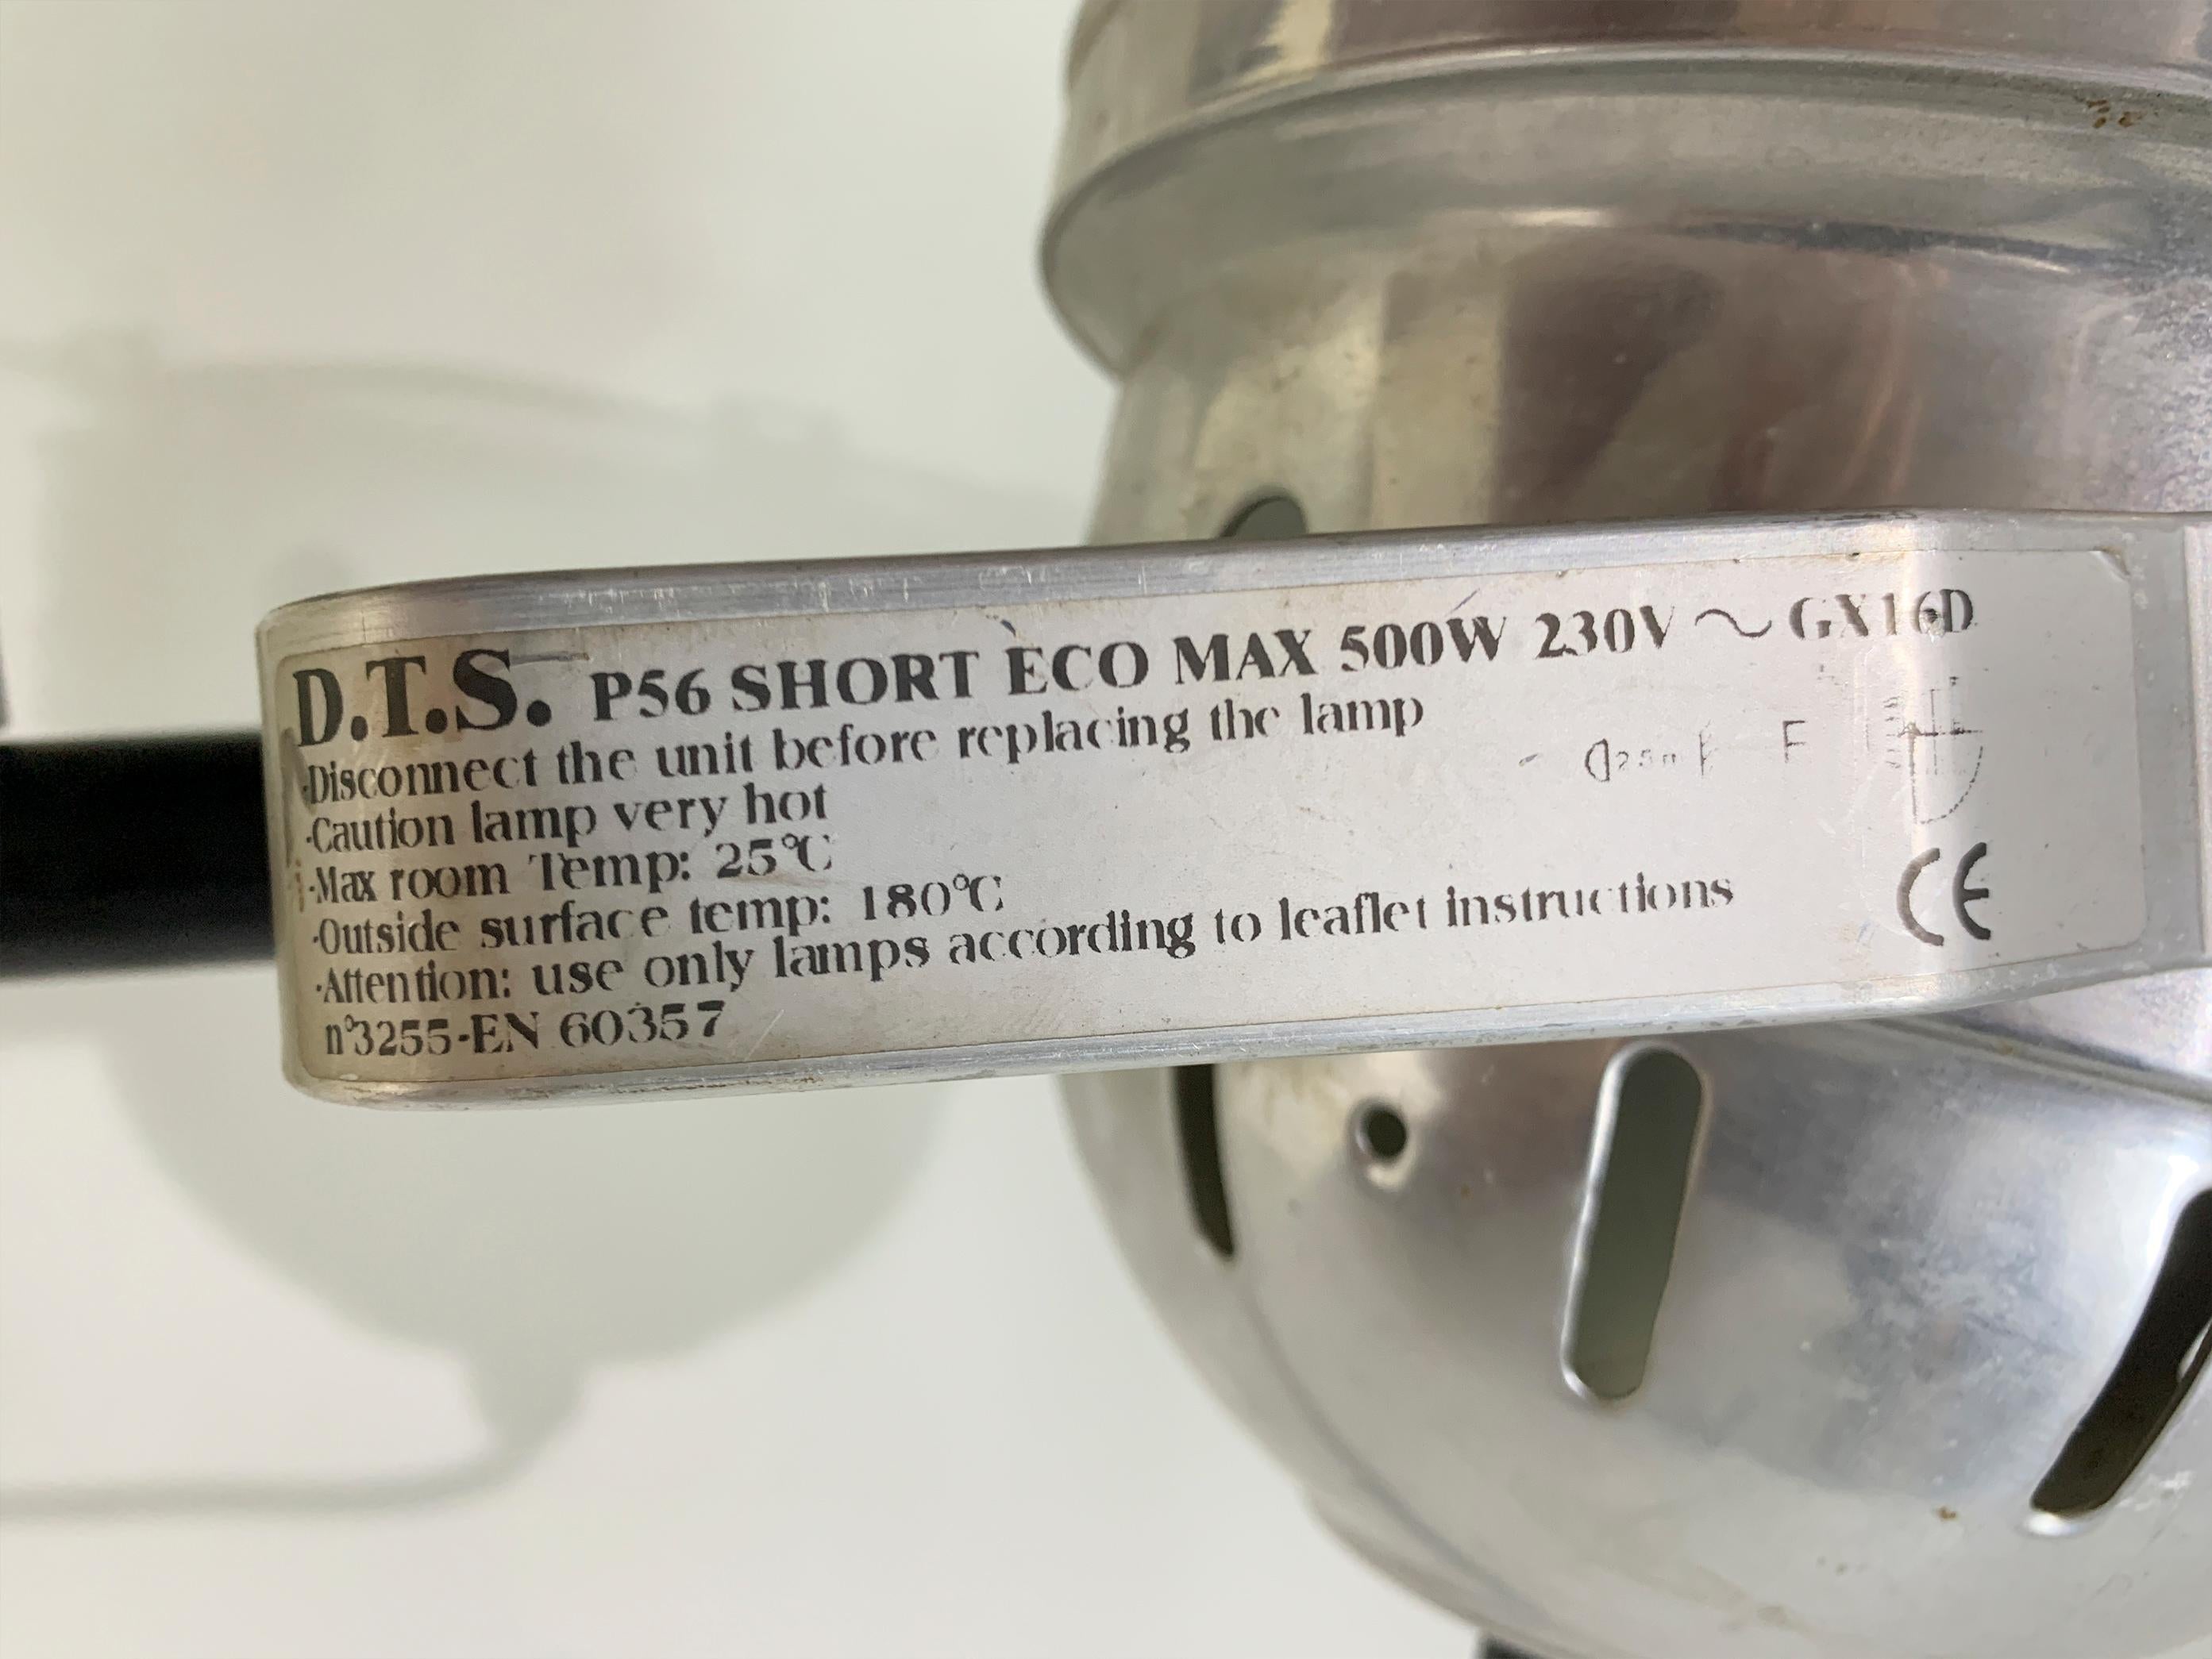 D.T.S. P56 SHORT ECO MAX 500W 230V ~ GX16D
·Disconnect the unit before replacing the lamp
·Caution lamp very hot
·Max room Temp: 25°C
·Outside surface temp: 180°C
·Attention: use only lamps according to leaflet instructions
n°3255-EN 60357
F
CE